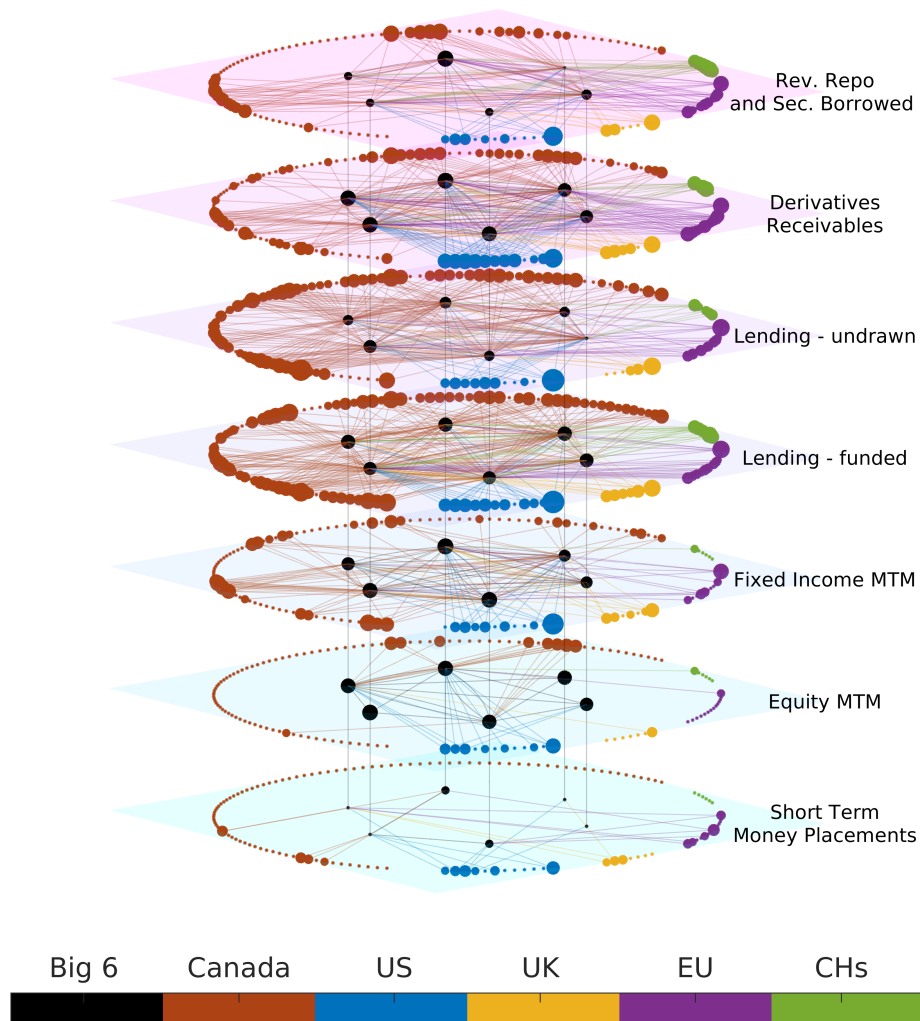 Rev. Repo
and Sec. Borrowed
Derivatives
Receivables
Lending - undrawn
Lending - funded
Fixed Income MTM
Equity MTM
Short Term
Money Placements
Big 6 Canada US UK EU CHs